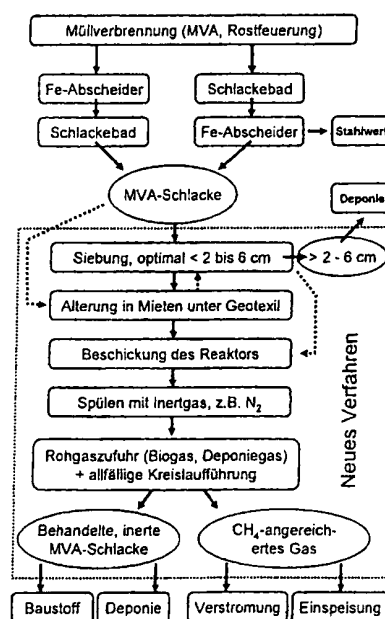 Müllverbrennung (MVA, Rostfeuerung)
Fe-Abscheider
Schlackebad
Schlackebad
Fe-Abscheider
Stahlwerk
MVA-Schlacke
Deponie
Siebung, optimal < 2 bis 6 cm
> 2 - 6 cm
Alterung in Mieten unter Geotexil
Beschickung des Reaktors
Spülen mit Inertgas, z.B. N₂
Rohgaszufuhr (Biogas, Deponiegas)
+ allfällige Kreislaufführung
Neues Verfahren
Behandelte, inerte
MVA-Schlacke
CH₄-angereich-
ertes Gas
Baustoff
Deponie
Verstromung
Einspeisung